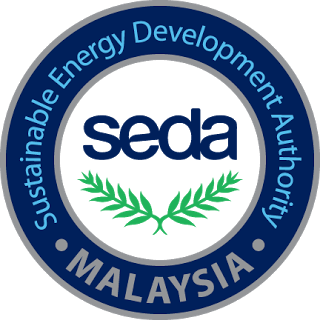 Sustainable Energy Development Authority
seda
• MALAYSIA •